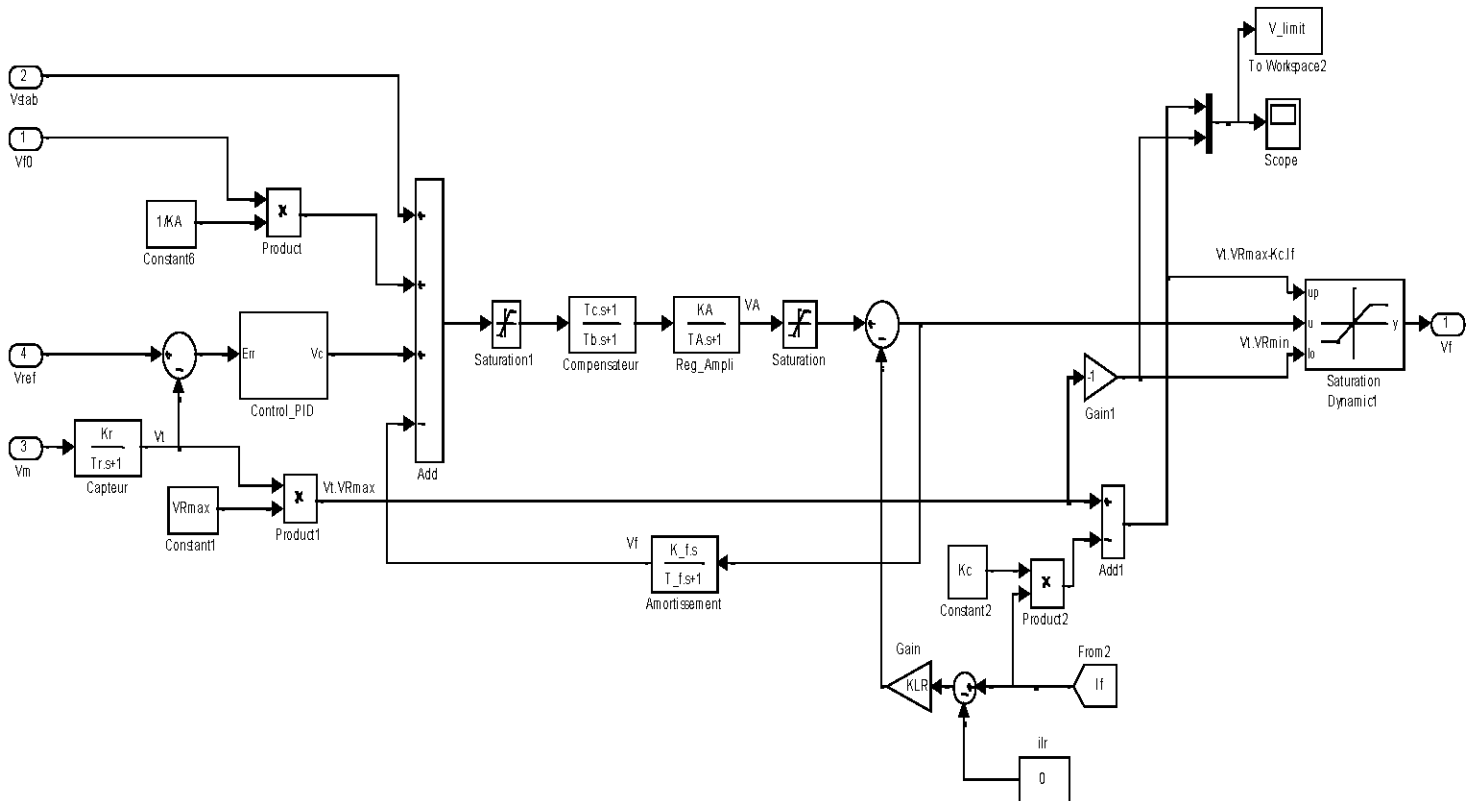 V_limit
To Workspace2
2
Vstab
1
Vf0
Scope
1/KA
x
Product
Constant6
Vt.VRmax-Kc.If
Tc.s+1
Tb.s+1
KA
TA.s+1
VA
up
u
lo
y
1
Vf
4
Vref
Err
Vc
Saturation1
Compensateur
Reg_Ampli
Saturation
Vt.VRmin
-1
Gain1
Saturation
Dynamic1
Control_PID
3
Vm
Kr
Tr.s+1
Vt
Capteur
Add
VRmax
x
Vt.VRmax
Constant1
Product1
Vf
K_f.s
T_f.s+1
Amortissement
Kc
x
Add1
Constant2
Product2
Gain
From2
KLR
If
ilr
0